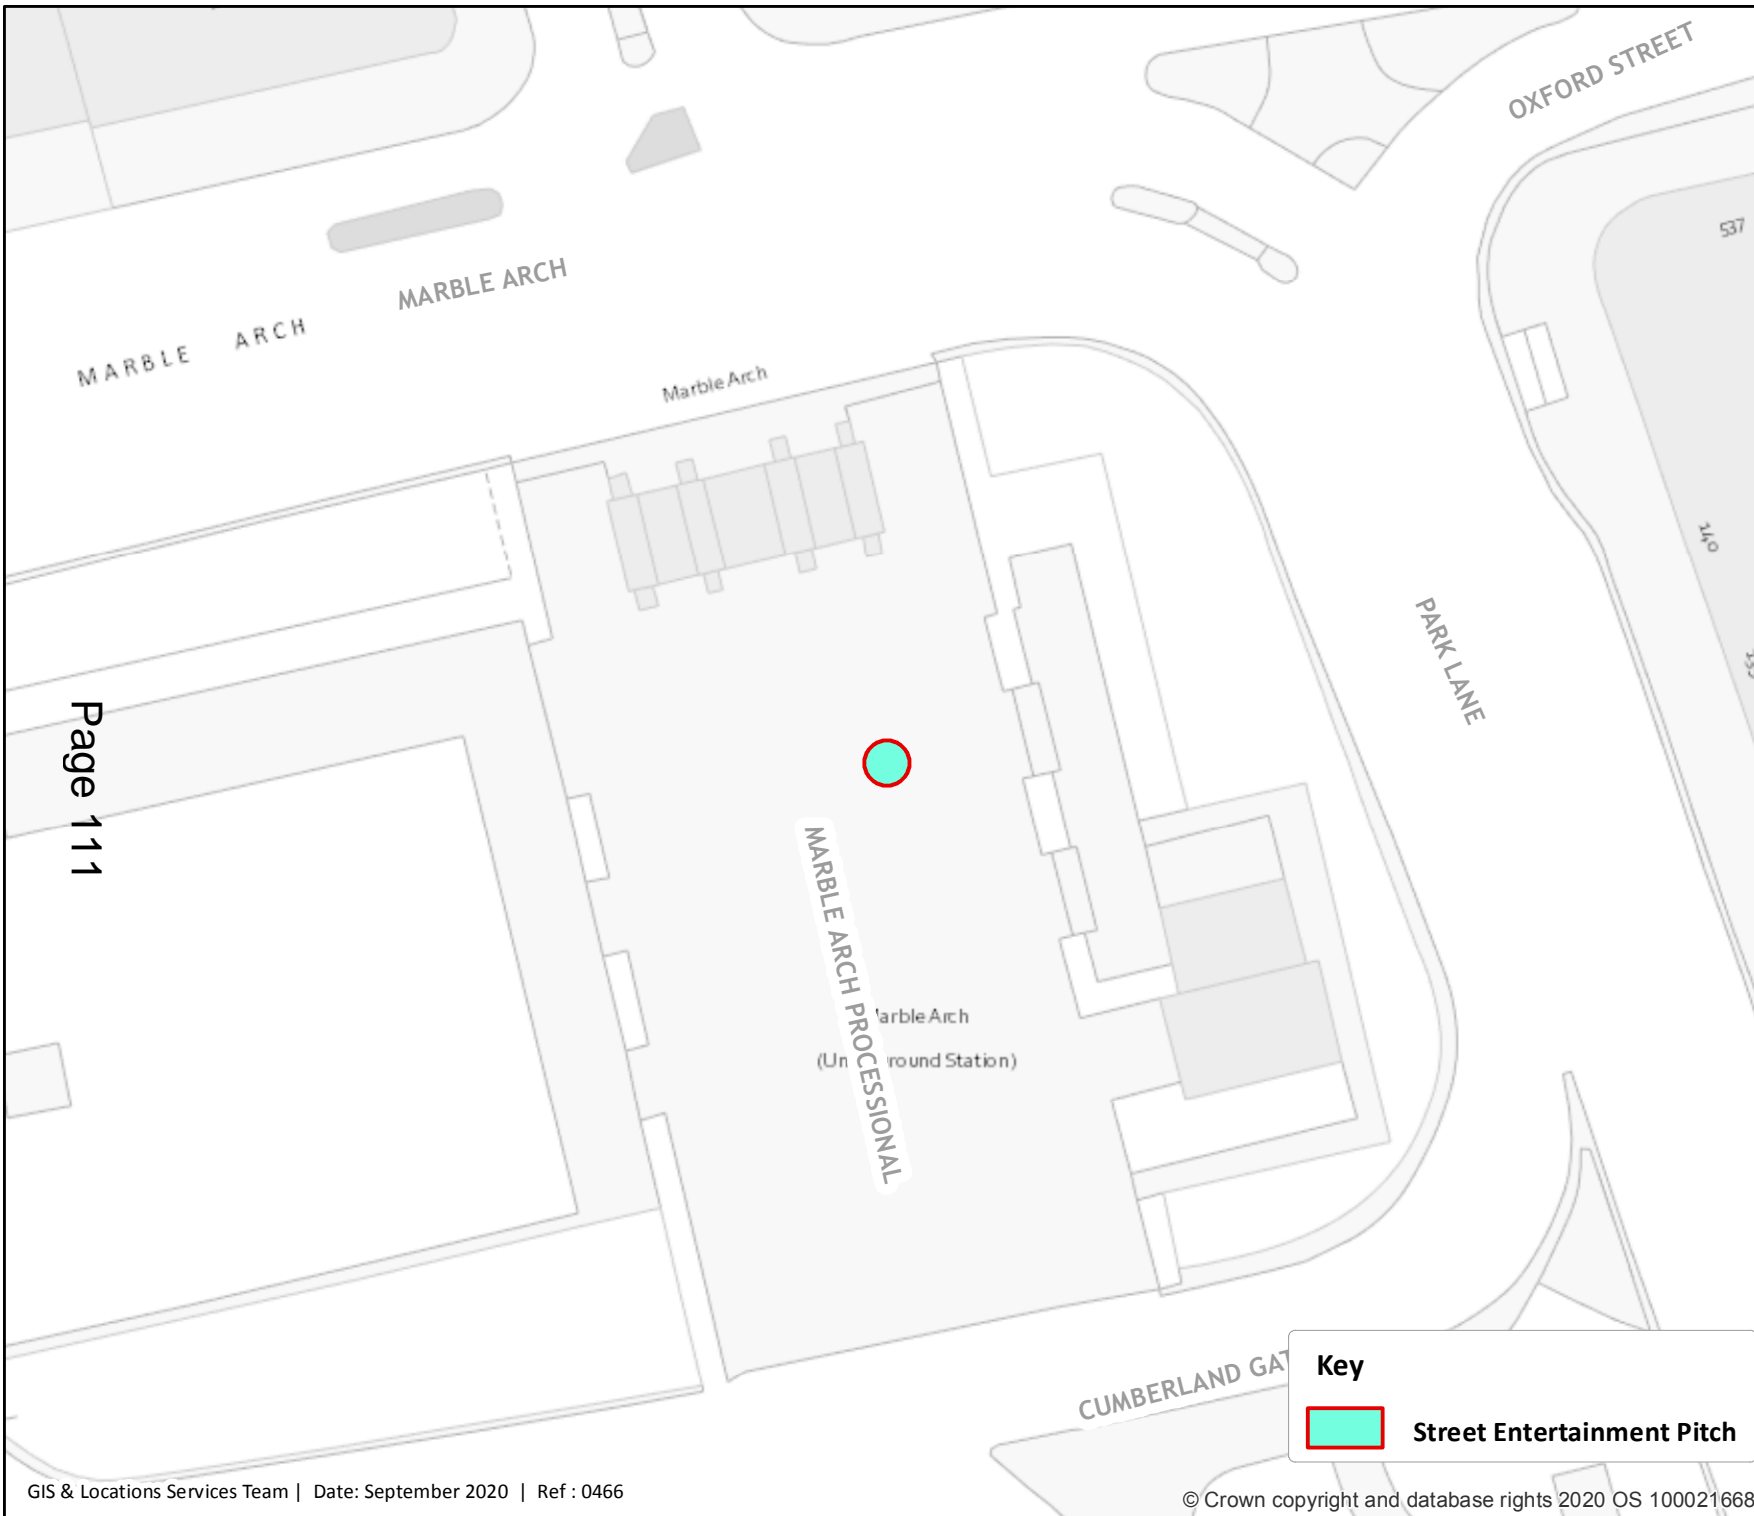 OXFORD STREET
537
MARBLE ARCH
MARBLE ARCH
Marble Arch
140
PARK LANE
Page 111
MARBLE ARCH PROCESSIONAL
arble Arch
(Un round Station)
CUMBERLAND GAT
Key
Street Entertainment Pitch
GIS & Locations Services Team | Date: September 2020 | Ref : 0466
© Crown copyright and database rights 2020 OS 100021668